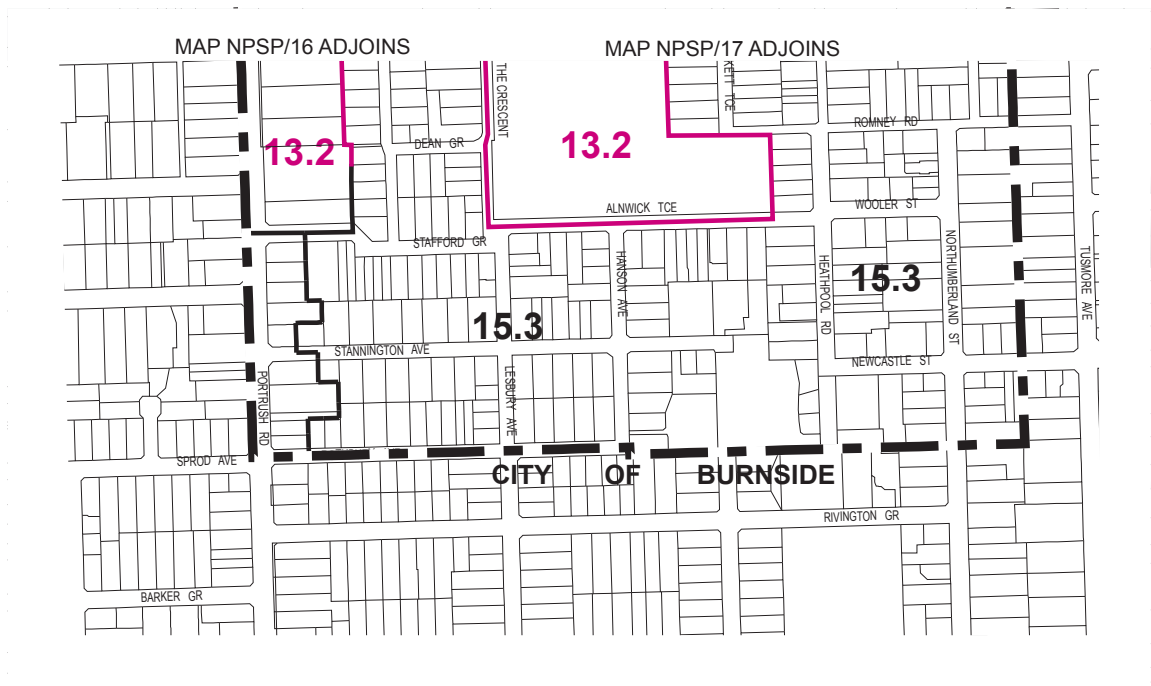 MAP NPSP/16 ADJOINS
MAP NPSP/17 ADJOINS
THE CRESCENT
KETT TCE
ROMNEY RD
DEAN GR
13.2
13.2
ALNWICK TCE
WOOLER ST
STAFFORD GR
HANSON AVE
HEATHPOOL RD
NORTHUMBERLAND ST
TUSMORE AVE
15.3
15.3
STANNINGTON AVE
NEWCASTLE ST
PORTRUSH RD
LESBURY AVE
SPROD AVE
CITY OF BURNSIDE
RIVINGTON GR
BARKER GR